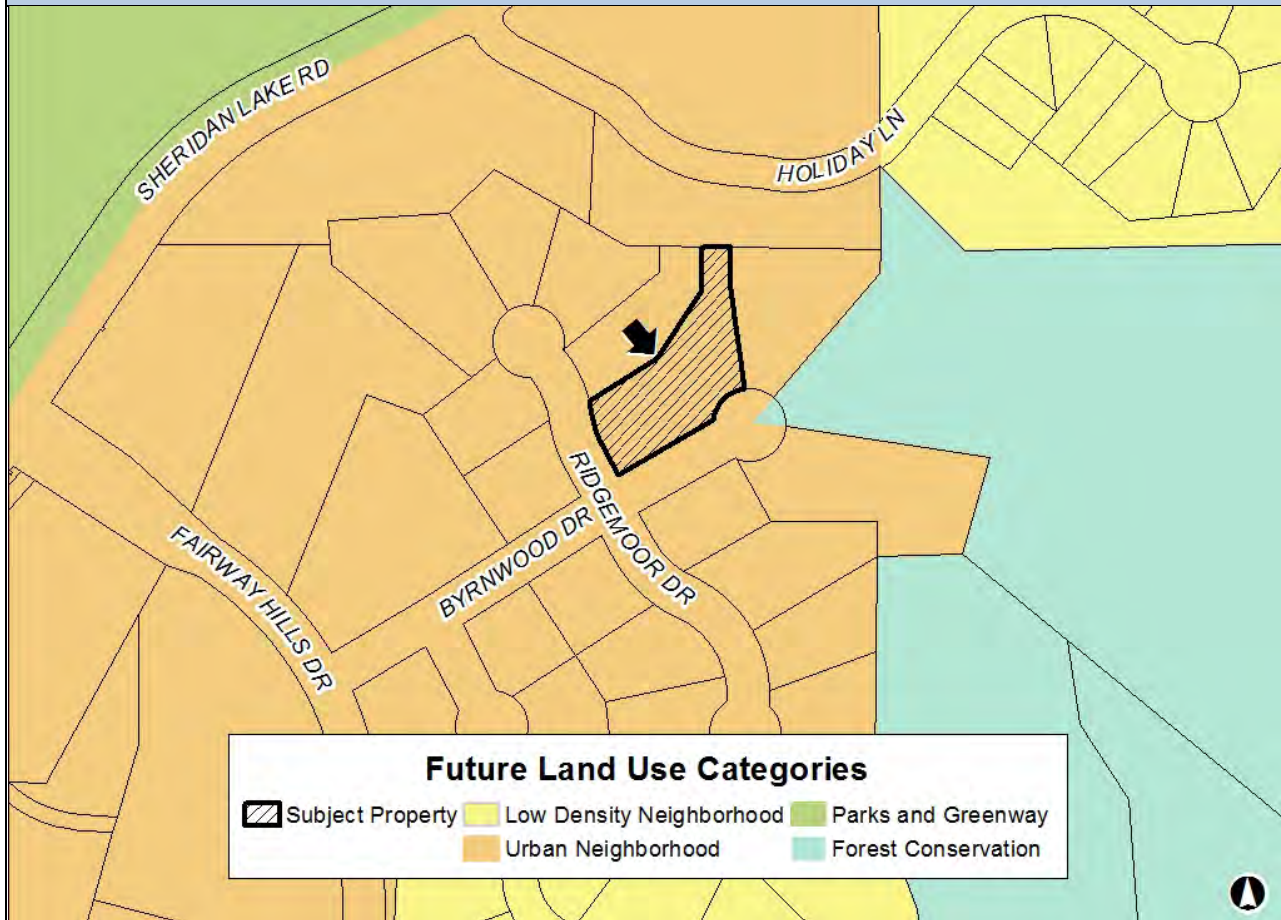 SHERIDAN LAKE RD
HOLIDAY LN
RIDGEMOOR DR
BYRNWOOD DR
FAIRWAY HILLS DR
Future Land Use Categories
Subject Property
Low Density Neighborhood
Parks and Greenway
Urban Neighborhood
Forest Conservation